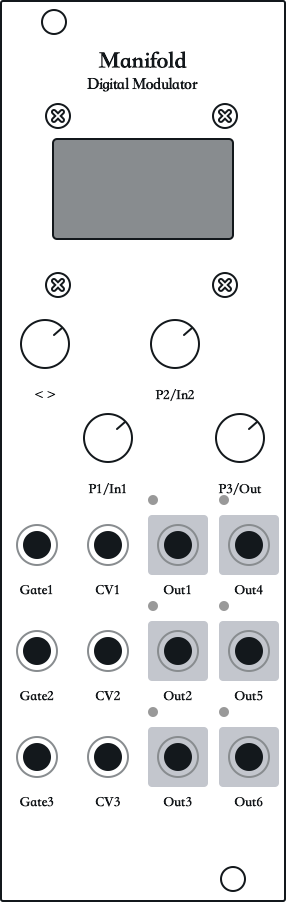 Manifold
Digital Modulator
< > P2/In2
P1/In1 P3/Out
Gate1 CV1 Out1 Out4
Gate2 CV2 Out2 Out5
Gate3 CV3 Out3 Out6